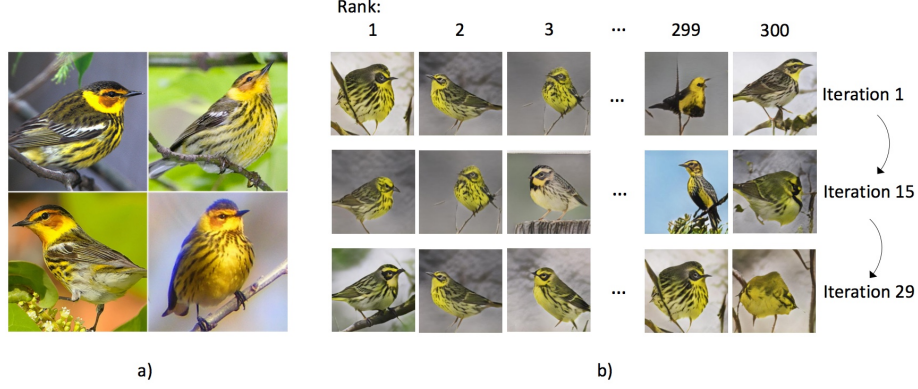 Rank:
1 2 3 ... 299 300
... Iteration 1
... Iteration 15
... Iteration 29
a) b)